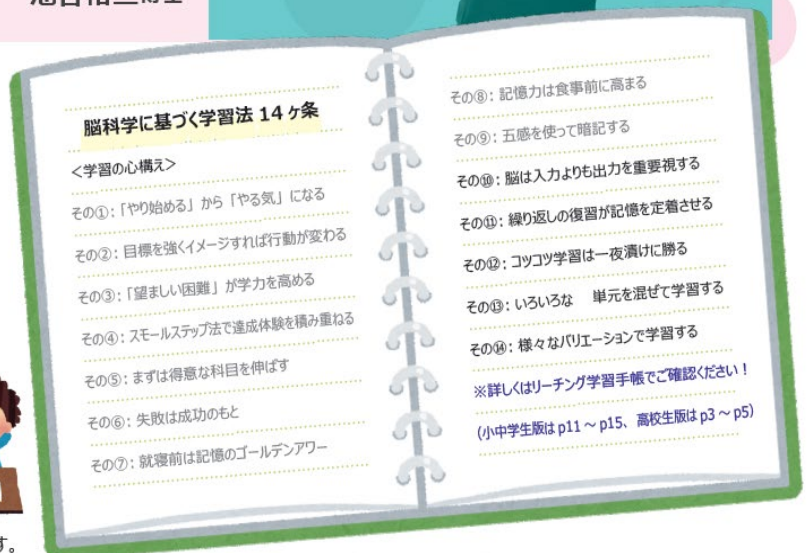 脳科学に基づく学習法 14ヶ条
<学習の心構え>
その①:「やり始める」から「やる気」になる
その②:目標を強くイメージすれば行動が変わる
その③:「望ましい困難」が学力を高める
その④:スモールステップ法で達成体験を積み重ねる
その⑤:まずは得意な科目を伸ばす
その⑥:失敗は成功のもと
その⑦:就寝前は記憶のゴールデンアワー
その⑧:記憶力は食事前に高まる
その⑨:五感を使って暗記する
その⑩:脳は入力よりも出力を重要視する
その⑪:繰り返しの復習が記憶を定着させる
その⑫:コツコツ学習は一夜漬けに勝る
その⑬:いろいろな 単元を混ぜて学習する
その⑭:様々なバリエーションで学習する
※詳しくはリーチング学習手帳でご確認ください!
(小中学生版は p11 ~ p15、高校生版は p3 ~ p5)
す。